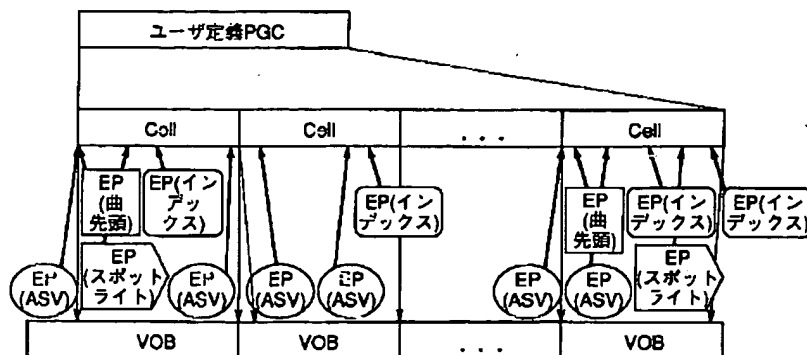 ユーザ定義PGC
Cell
Cell
...
Cell
EP
(曲
先頭)
EP(イン
デッ
クス)
EP(イン
デックス)
EP
(曲
先頭)
EP(イン
デックス)
EP(イン
デックス)
EP
(ASV)
EP
(スポット
ライト)
EP
(ASV)
EP
(ASV)
EP
(ASV)
EP
(ASV)
EP
(ASV)
EP
(スポット
ライト)
VOB
VOB
...
VOB